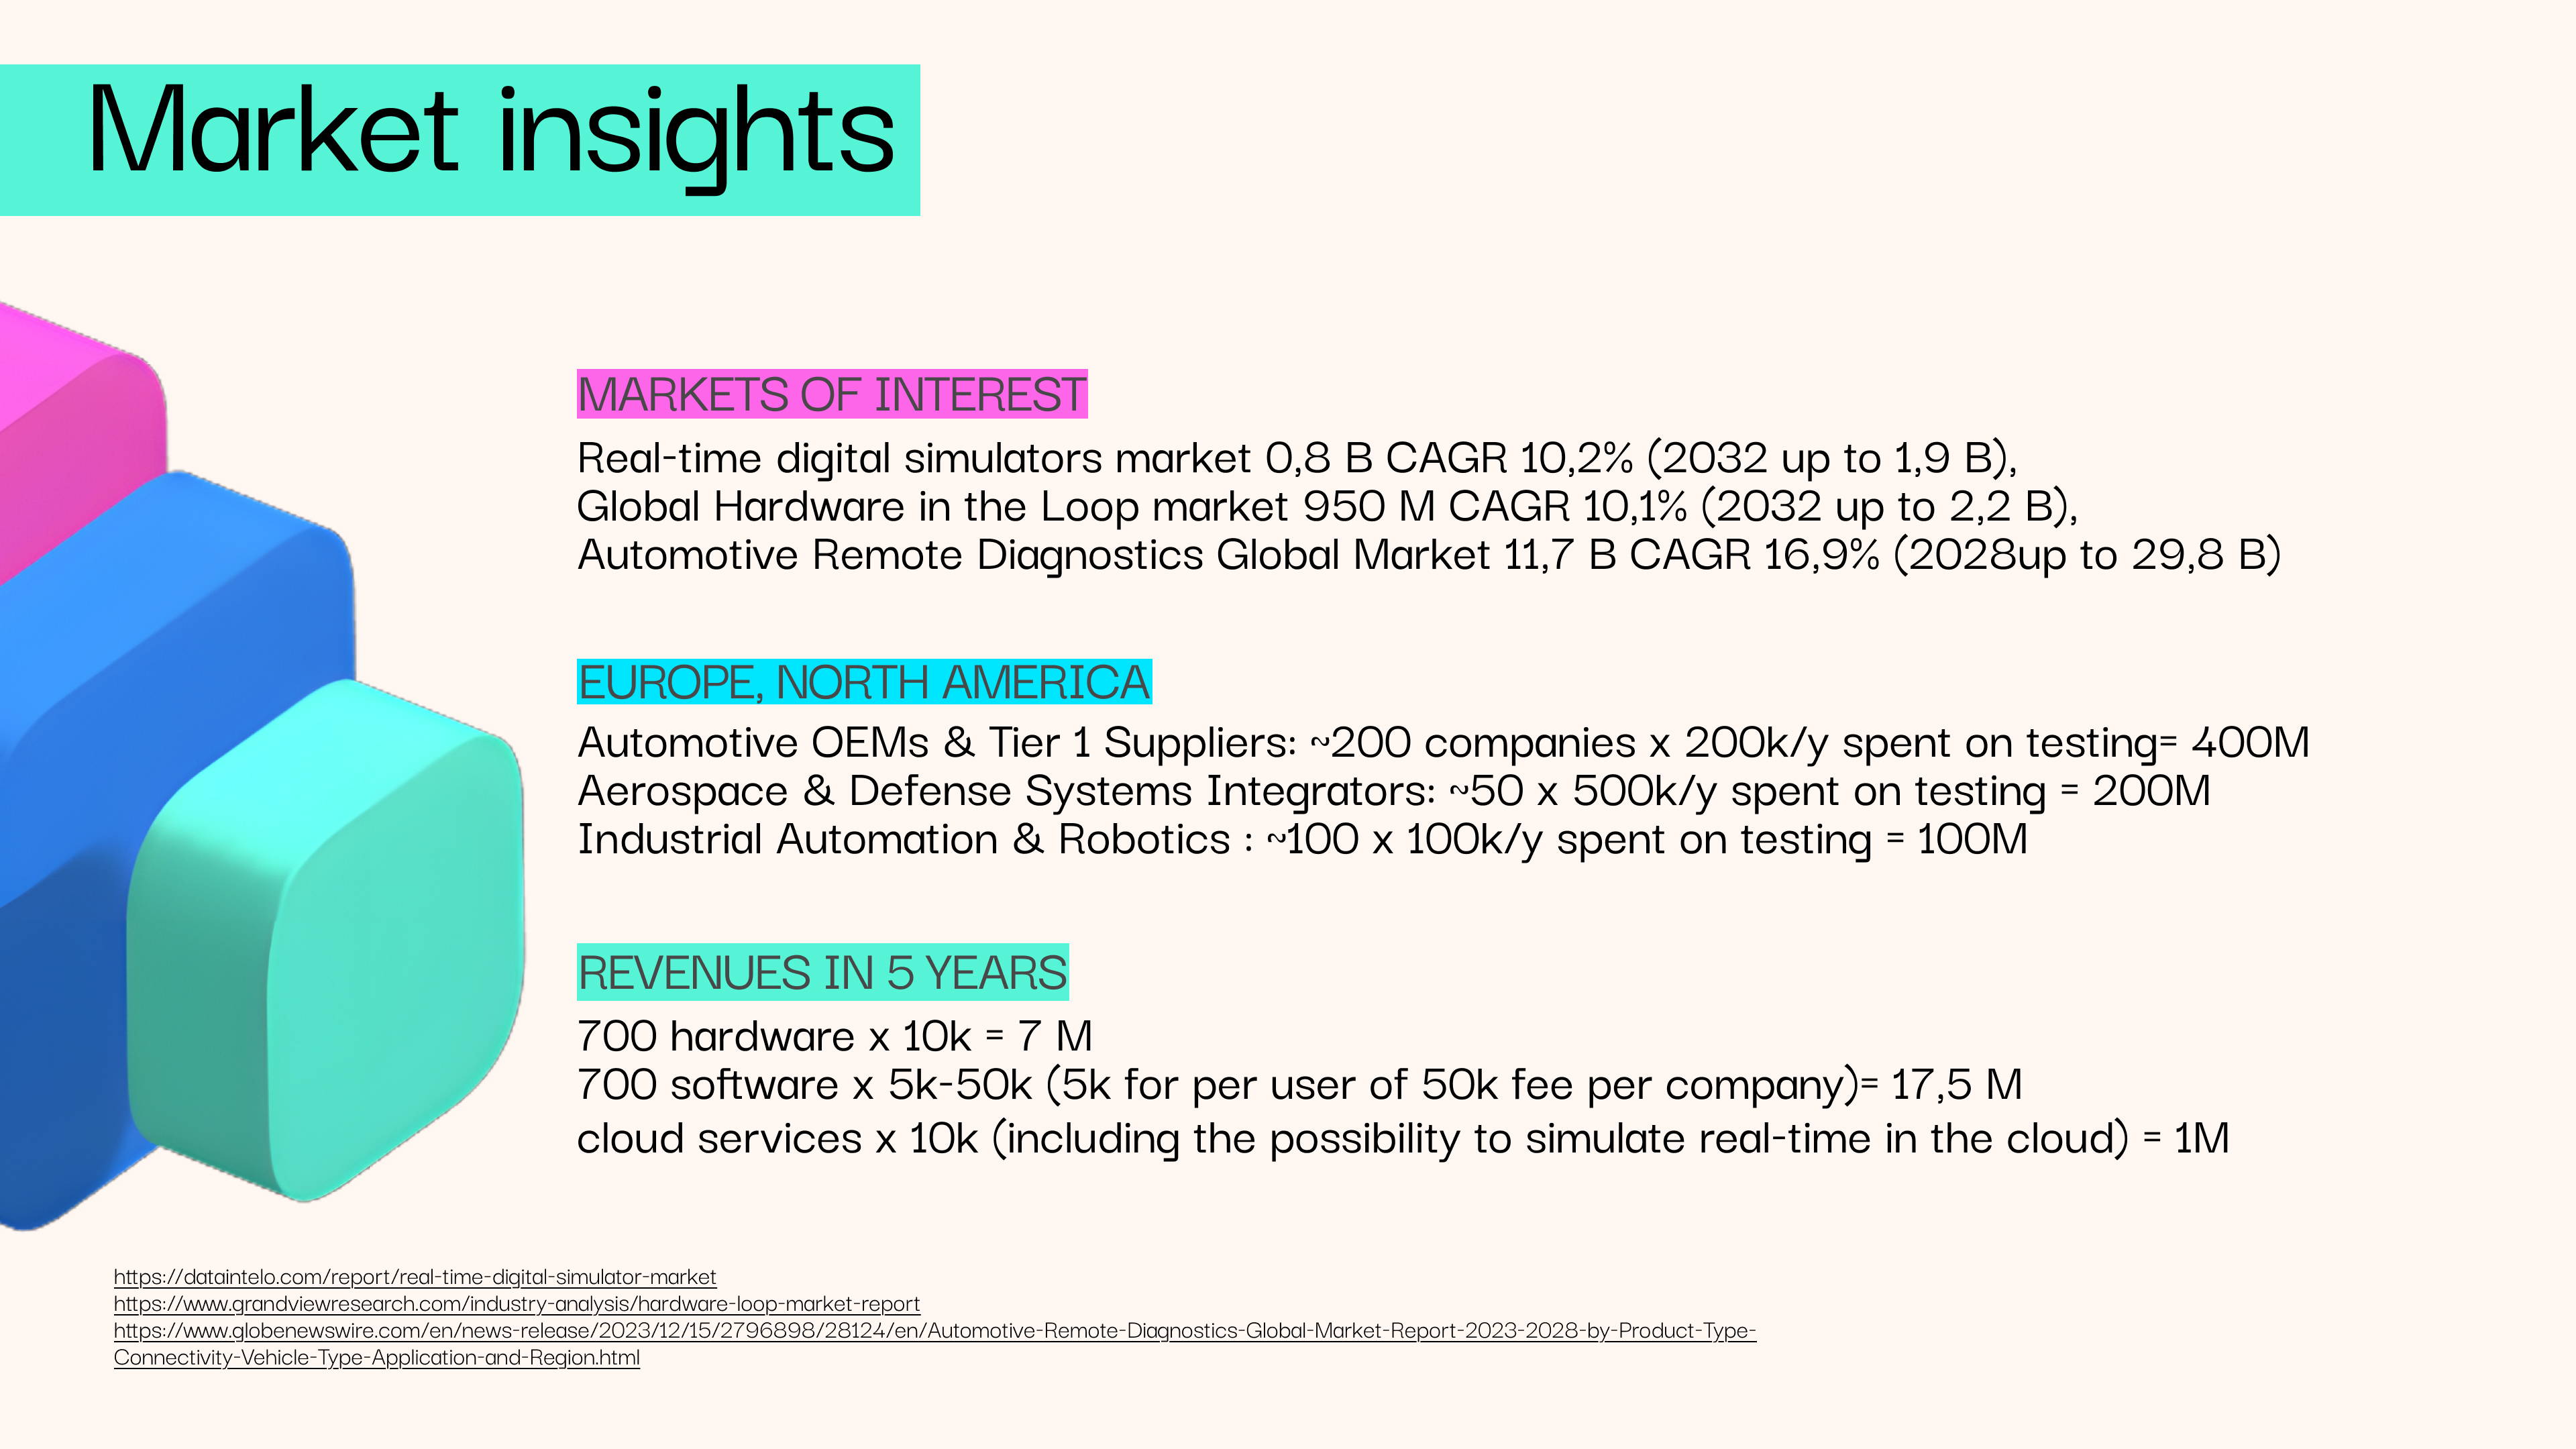 Market insights
MARKETS OF INTEREST
Real-time digital simulators market 0,8 B CAGR 10,2% (2032 up to 1,9 B),
Global Hardware in the Loop market 950 M CAGR 10,1% (2032 up to 2,2 B),
Automotive Remote Diagnostics Global Market 11,7 B CAGR 16,9% (2028up to 29,8 B)
EUROPE, NORTH AMERICA
Automotive OEMs & Tier 1 Suppliers: ~200 companies x 200k/y spent on testing= 400M
Aerospace & Defense Systems Integrators: ~50 x 500k/y spent on testing = 200M
Industrial Automation & Robotics : ~100 x 100k/y spent on testing = 100M
REVENUES IN 5 YEARS
700 hardware x 10k = 7 M
700 software x 5k-50k (5k for per user of 50k fee per company)= 17,5 M
cloud services x 10k (including the possibility to simulate real-time in the cloud) = 1M
https://dataintelo.com/report/real-time-digital-simulator-market
https://www.grandviewresearch.com/industry-analysis/hardware-loop-market-report
https://www.globenewswire.com/en/news-release/2023/12/15/2796898/28124/en/Automotive-Remote-Diagnostics-Global-Market-Report-2023-2028-by-Product-Type-
Connectivity-Vehicle-Type-Application-and-Region.html